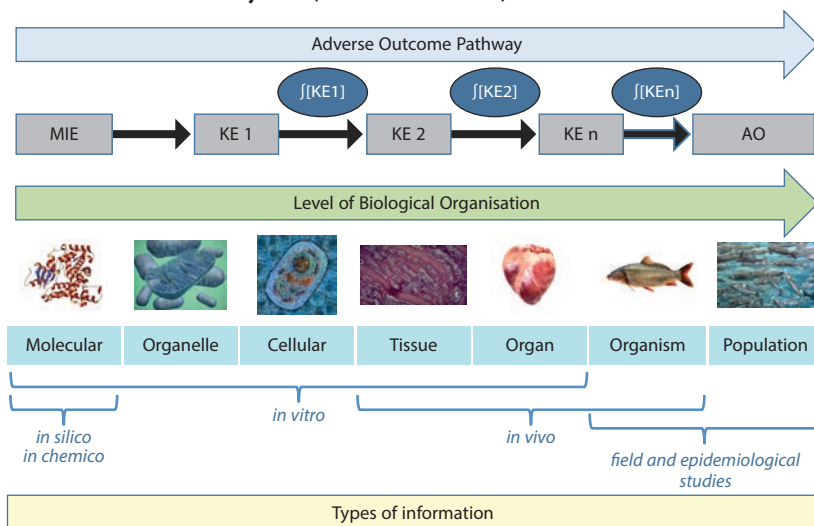 Adverse Outcome Pathway
∫[KE1]
∫[KE2]
∫[KEn]
MIE
KE 1
KE 2
KE n
AO
Level of Biological Organisation
Molecular
Organelle
Cellular
Tissue
Organ
Organism
Population
in vitro
in silico
in chemico
in vivo
field and epidemiological
studies
Types of information